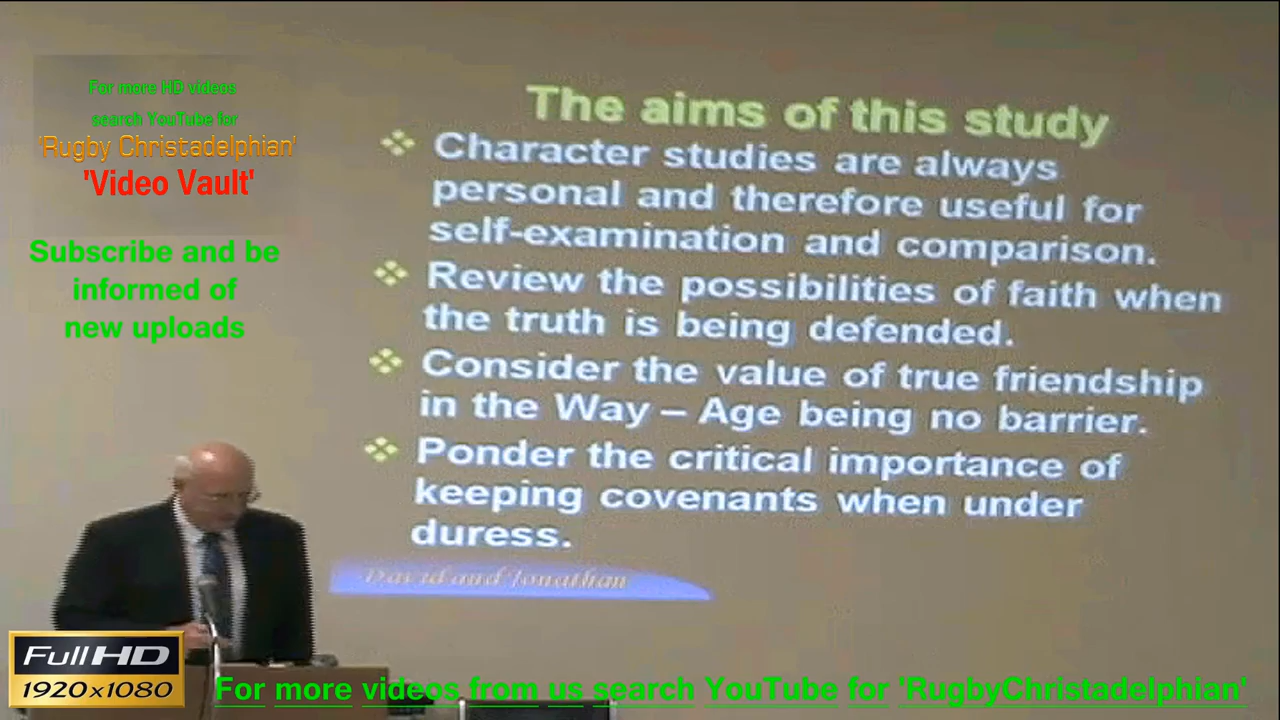 For more HD videos
search YouTube for
'Rugby Christadelphian'
'Video Vault'
Subscribe and be
informed of
new uploads
The aims of this study
Character studies are always
personal and therefore useful for
self-examination and comparison.
Review the possibilities of faith when
the truth is being defended.
Consider the value of true friendship
in the Way – Age being no barrier.
Ponder the critical importance of
keeping covenants when under
duress.
David and Jonathan
Full HD
1920x1080
For more videos from us search YouTube for 'RugbyChristadelphian'